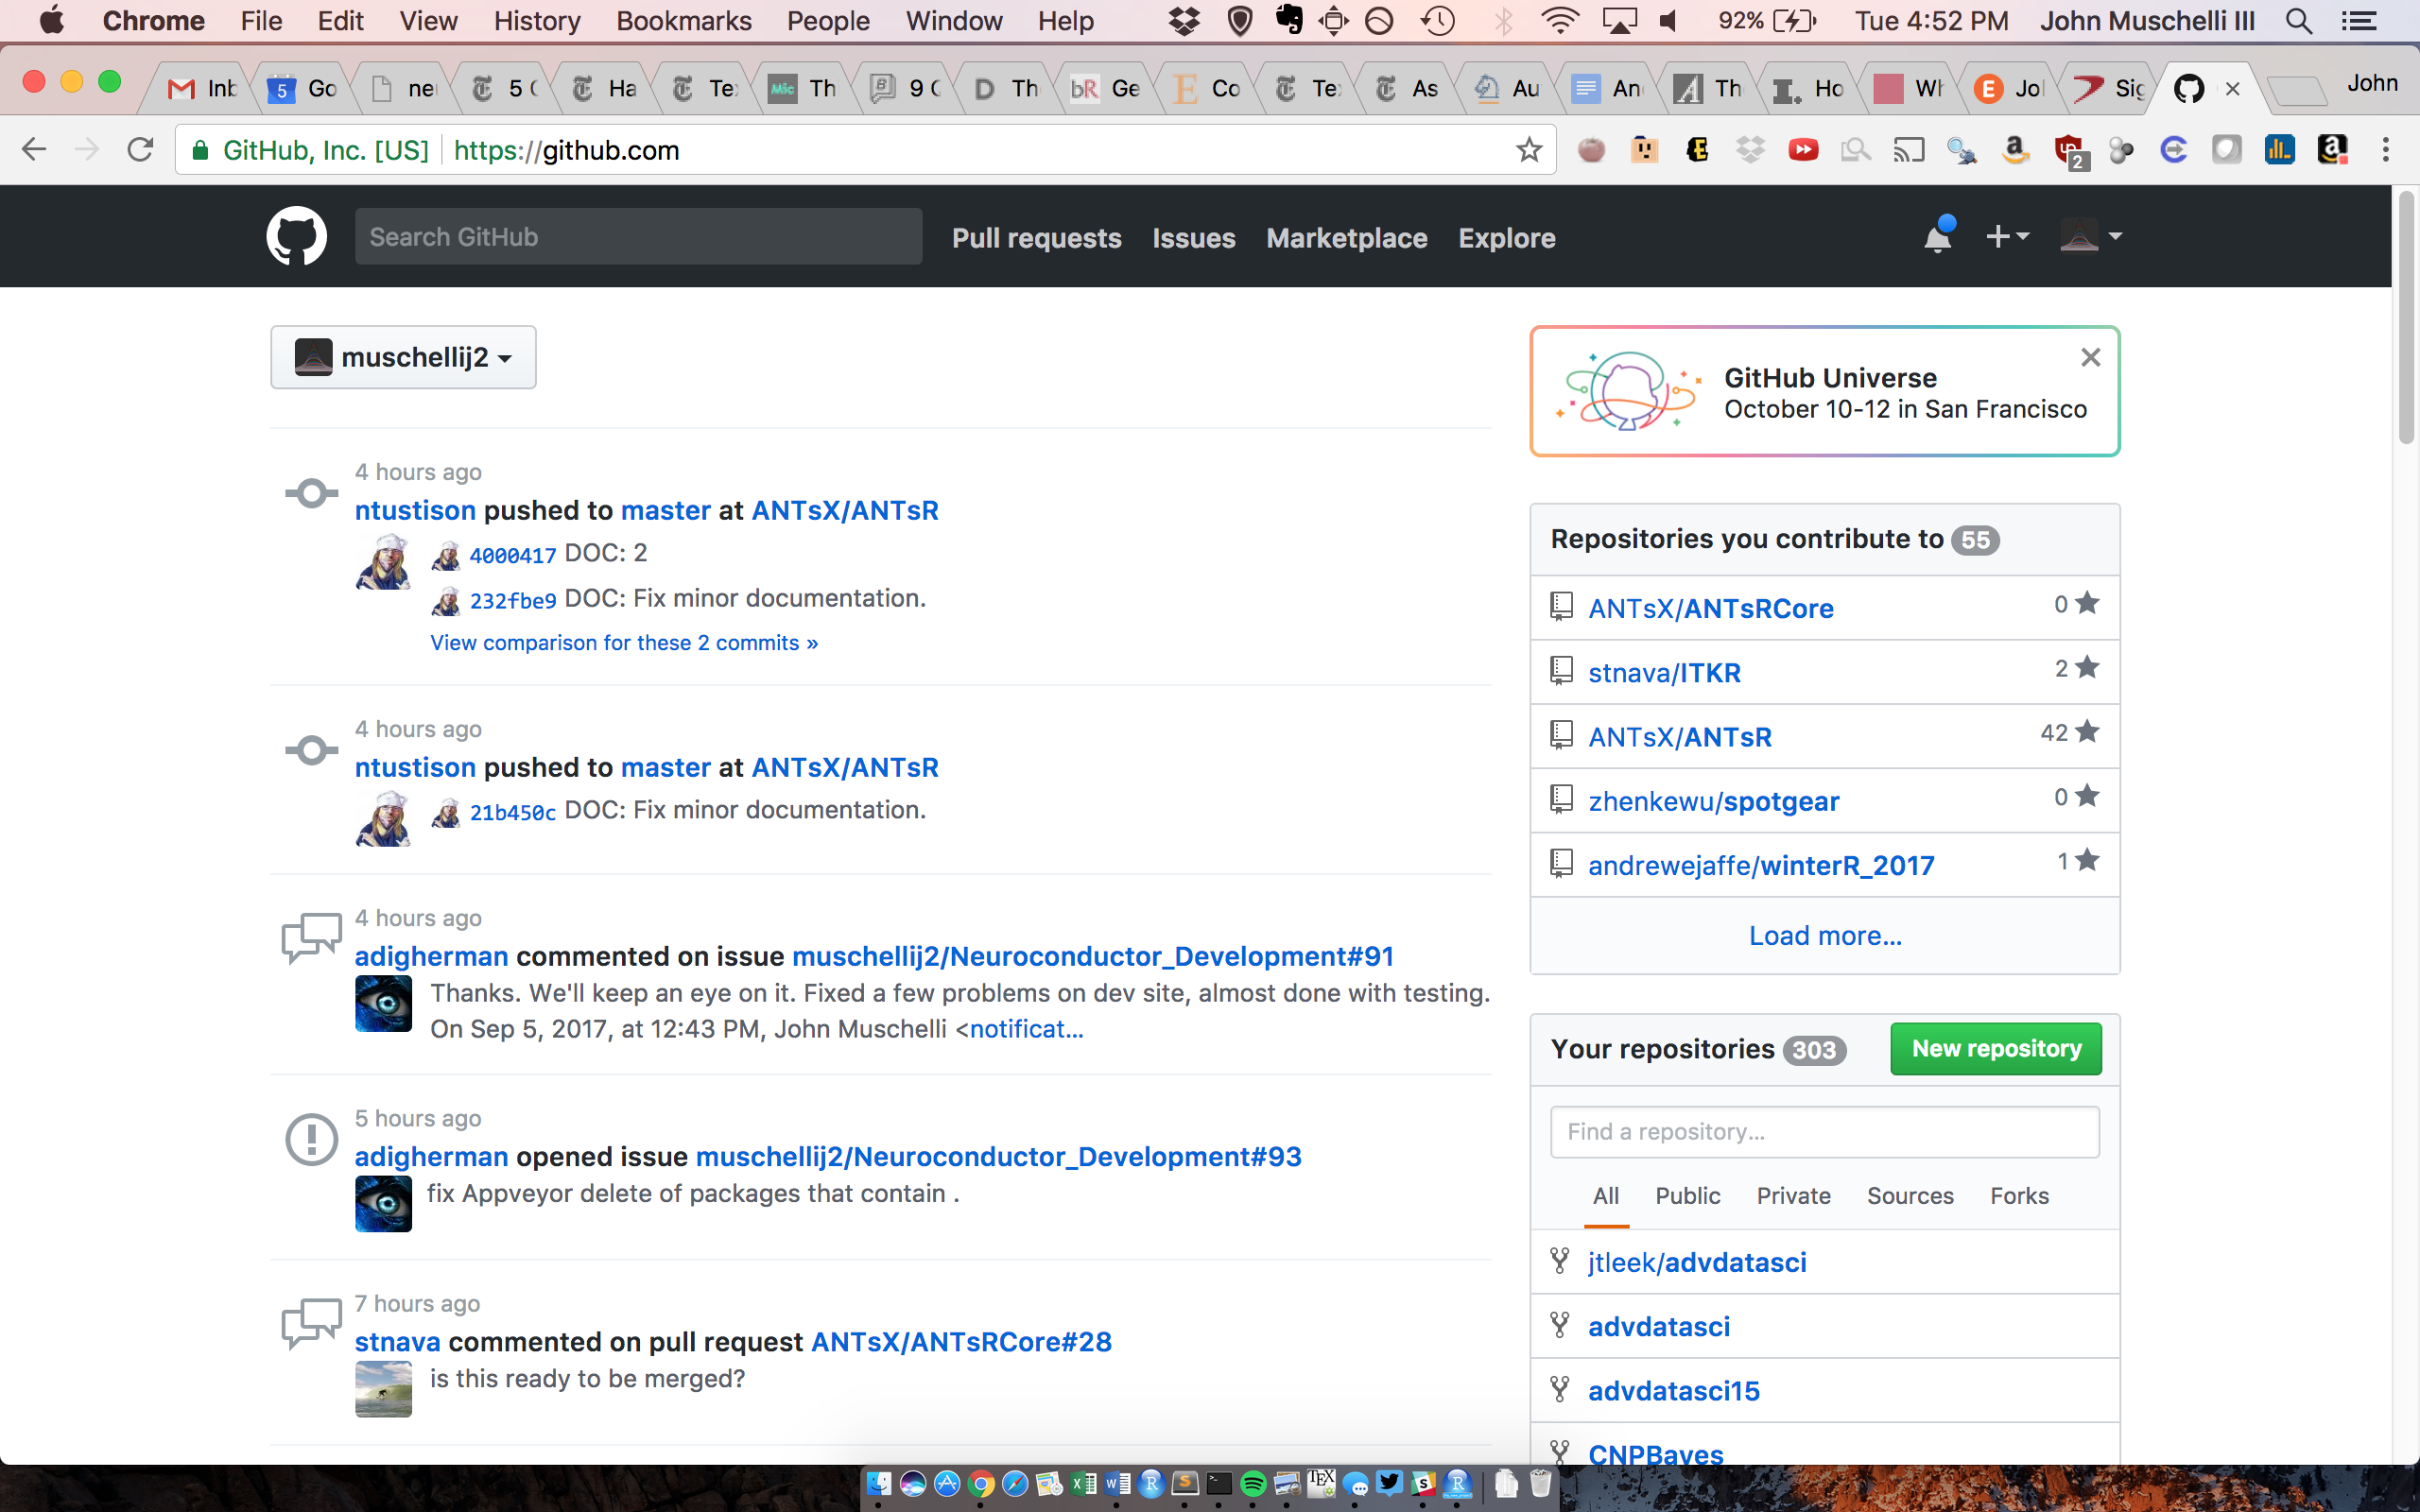 Chrome File Edit View History Bookmarks People Window Help 92% Tue 4:52 PM John Muschelli III
Inb 5 Go ne 5 Ha Te Mic Th 9 Th bR Ge Co Te As Au An Th Ho Wh Jo Sig John
GitHub, Inc. [US] https://github.com 2
Search GitHub Pull requests Issues Marketplace Explore
muschellij2
4 hours ago
ntustison pushed to master at ANTsX/ANTsR
4000417 DOC: 2
232fbe9 DOC: Fix minor documentation.
View comparison for these 2 commits »
4 hours ago
ntustison pushed to master at ANTsX/ANTsR
21b450c DOC: Fix minor documentation.
4 hours ago
adigherman commented on issue muschellij2/Neuroconductor_Development#91
Thanks. We'll keep an eye on it. Fixed a few problems on dev site, almost done with testing.
On Sep 5, 2017, at 12:43 PM, John Muschelli <notificat...
5 hours ago
adigherman opened issue muschellij2/Neuroconductor_Development#93
fix Appveyor delete of packages that contain .
7 hours ago
stnava commented on pull request ANTsX/ANTsRCore#28
is this ready to be merged?
GitHub Universe
October 10-12 in San Francisco
Repositories you contribute to 55
ANTsX/ANTsRCore 0
stnava/ITKR 2
ANTsX/ANTsR 42
zhenkewu/spotgear 0
andrewejaffe/winterR_2017 1
Load more...
Your repositories 303 New repository
Find a repository...
All Public Private Sources Forks
jtleek/advdatasci
advdatasci
advdatasci15
CNPBayes